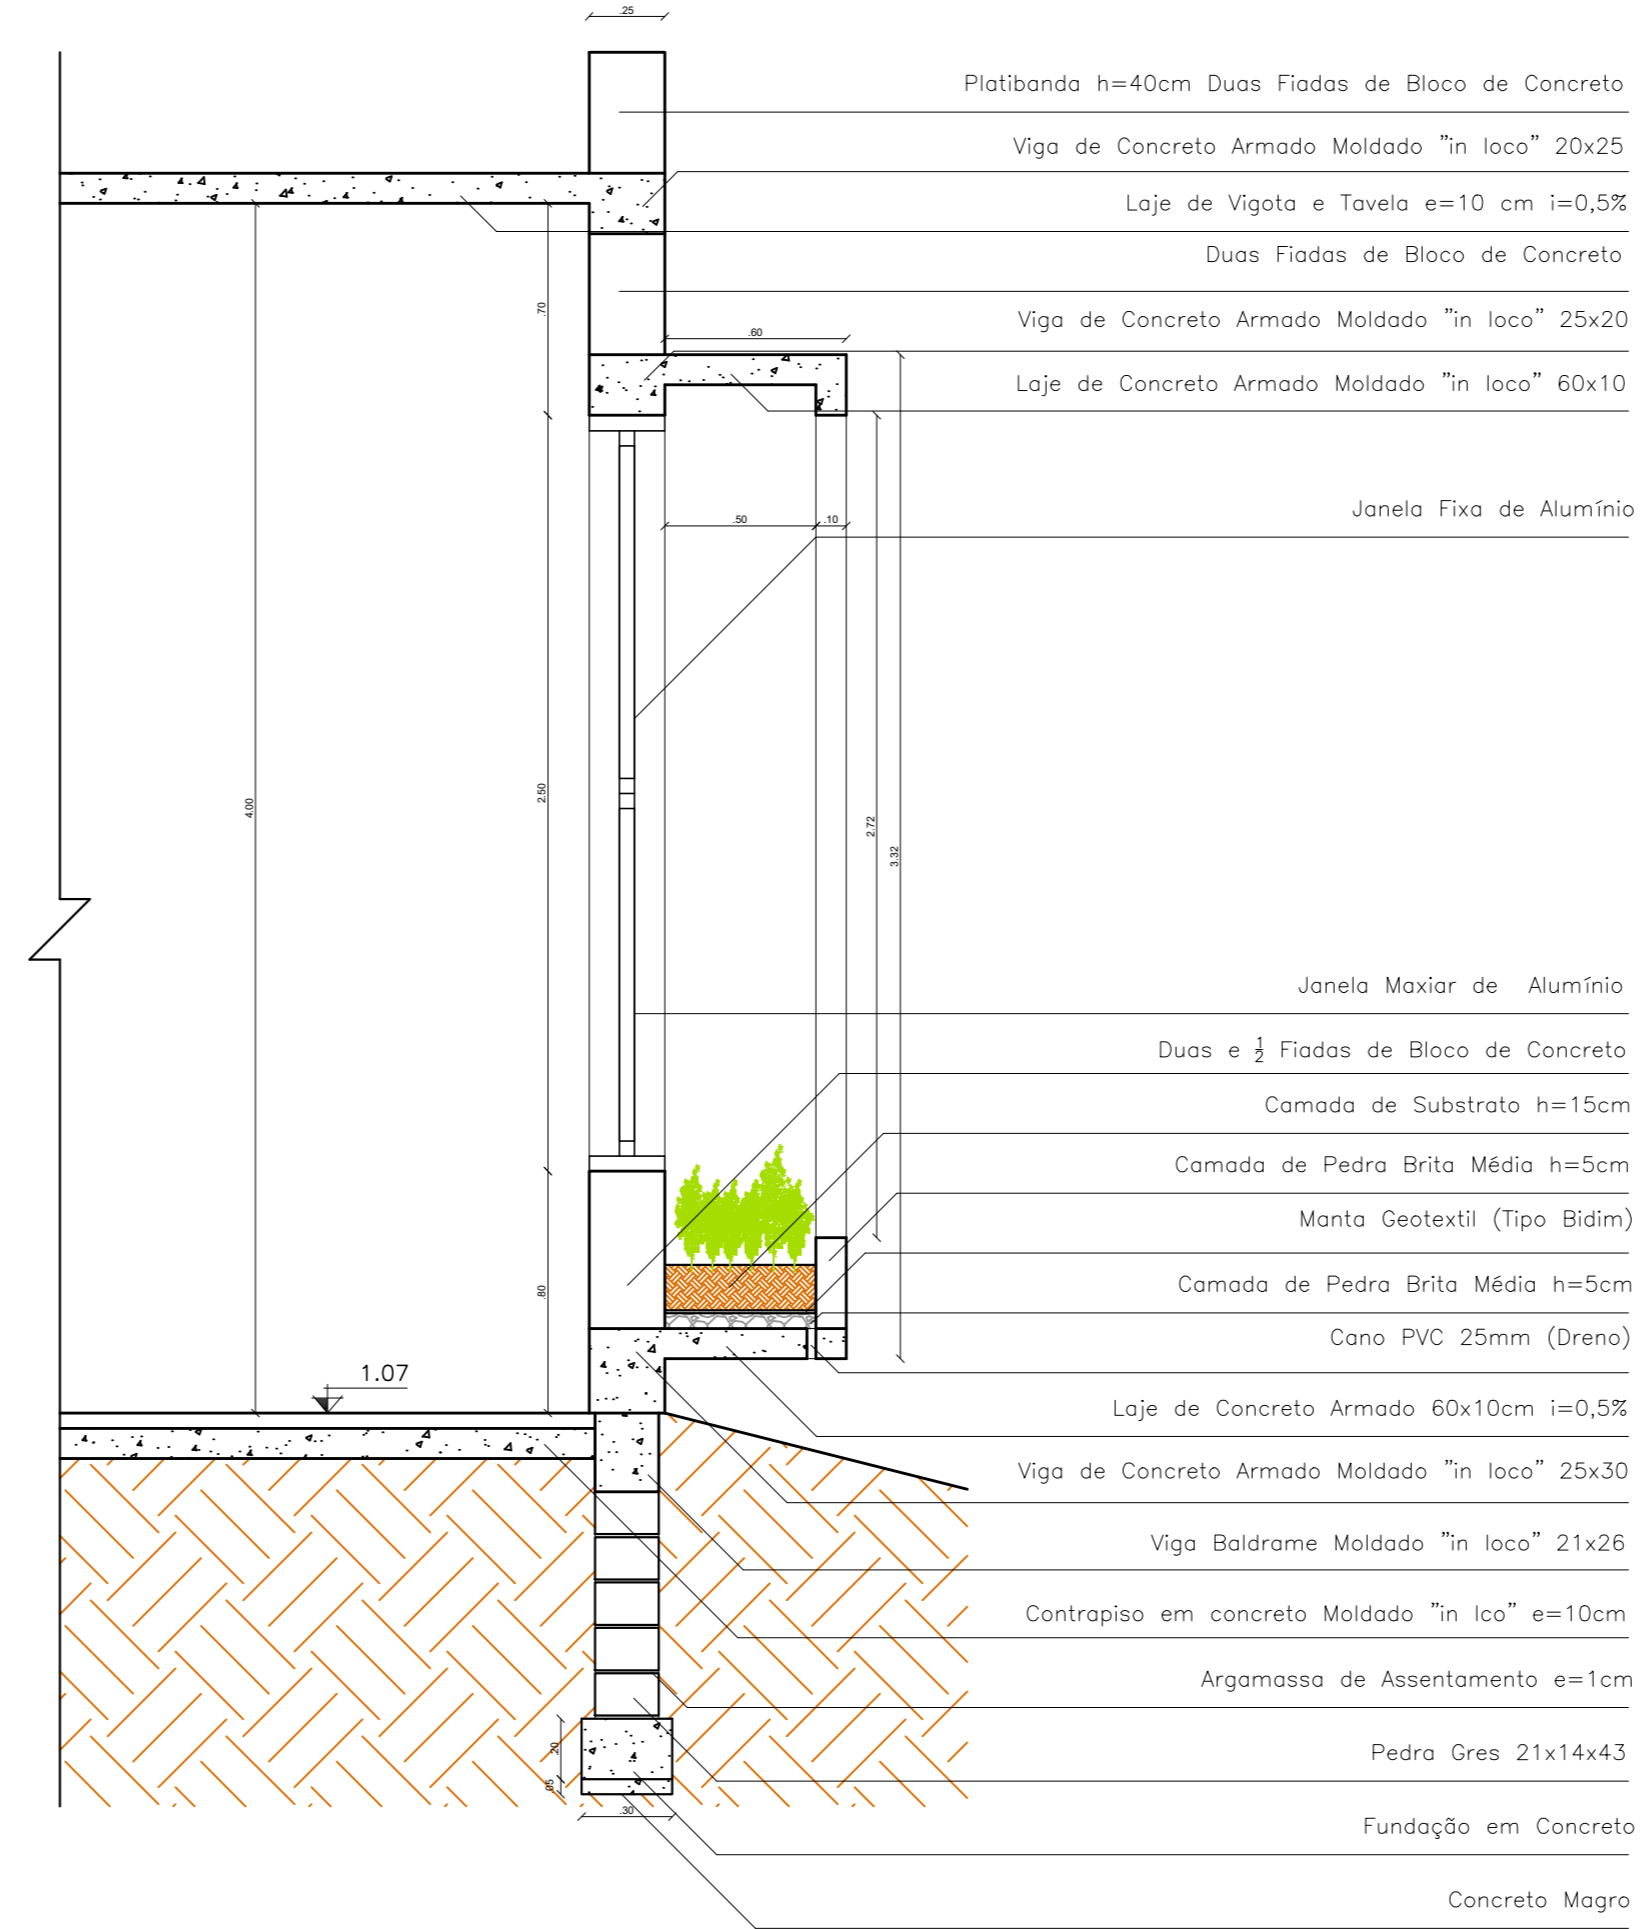 .25
Platibanda h=40cm Duas Fiadas de Bloco de Concreto
Viga de Concreto Armado Moldado "in loco" 20x25
Laje de Vigota e Tavela e=10 cm i=0,5%
Duas Fiadas de Bloco de Concreto
.70
.60
Viga de Concreto Armado Moldado "in loco" 25x20
Laje de Concreto Armado Moldado "in loco" 60x10
.50
.10
Janela Fixa de Alumínio
4.00
2.50
2.72
3.32
Janela Maxiar de Alumínio
Duas e 1/2 Fiadas de Bloco de Concreto
Camada de Substrato h=15cm
Camada de Pedra Brita Média h=5cm
Manta Geotextil (Tipo Bidim)
.80
Camada de Pedra Brita Média h=5cm
Cano PVC 25mm (Dreno)
1.07
Laje de Concreto Armado 60x10cm i=0,5%
Viga de Concreto Armado Moldado "in loco" 25x30
Viga Baldrame Moldado "in loco" 21x26
Contrapiso em concreto Moldado "in lco" e=10cm
Argamassa de Assentamento e=1cm
.20
Pedra Gres 21x14x43
.05
.30
Fundação em Concreto
Concreto Magro